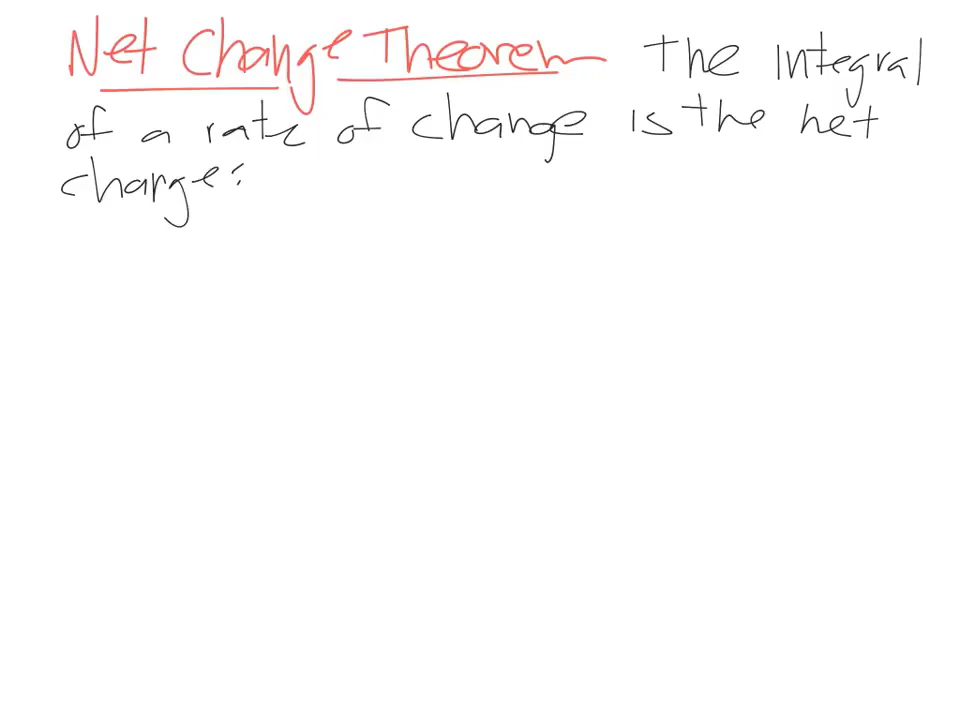 Net Change Theorem The integral
of a rate of change is the net
change: